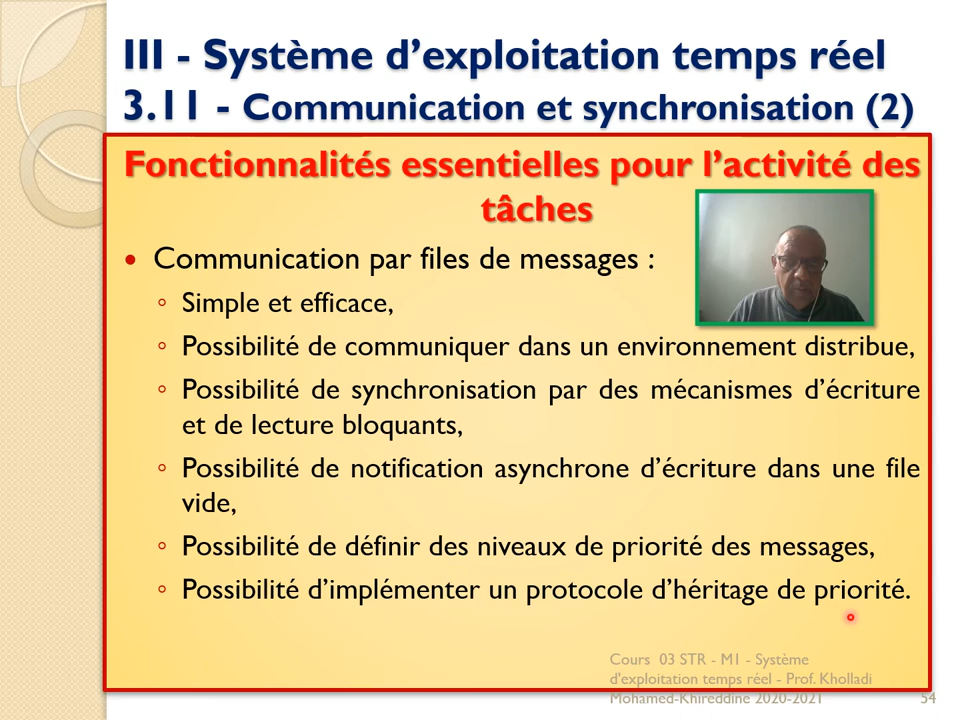 III - Système d’exploitation temps réel
3.11 - Communication et synchronisation (2)
Fonctionnalités essentielles pour l’activité des
tâches
• Communication par files de messages :
◦ Simple et efficace,
◦ Possibilité de communiquer dans un environnement distribue,
◦ Possibilité de synchronisation par des mécanismes d’écriture
et de lecture bloquants,
◦ Possibilité de notification asynchrone d’écriture dans une file
vide,
◦ Possibilité de définir des niveaux de priorité des messages,
◦ Possibilité d’implémenter un protocole d’héritage de priorité.
Cours 03 STR - M1 - Système
d'exploitation temps réel - Prof. Kholladi
Mohamed-Khireddine 2020-2021
54